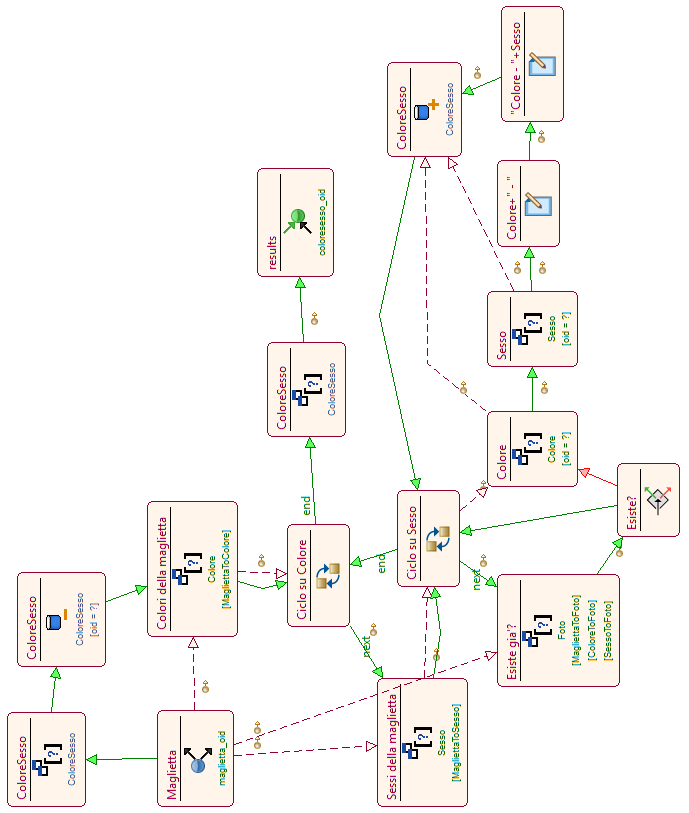 "Colore - "+Sesso
ColoreSesso
ColoreSesso
Colore+" - "
results
coloresesso_oid
Sesso
Sesso
[oid = ?]
ColoreSesso
ColoreSesso
Colore
Colore
[oid = ?]
Esiste?
end
Ciclo su Sesso
Colori della maglietta
Colore
[MagliettaToColore]
Ciclo su Colore
end
next
next
ColoreSesso
ColoreSesso
[oid = ?]
Esiste gia'?
Foto
[MagliettaToFoto]
[ColoreToFoto]
[SessoToFoto]
Sessi della maglietta
Sesso
[MagliettaToSesso]
Maglietta
maglietta_oid
ColoreSesso
ColoreSesso